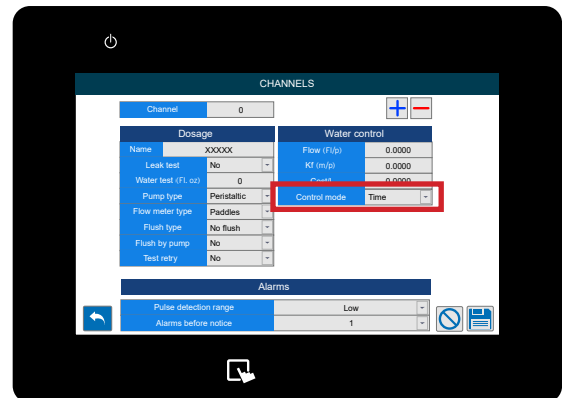 CHANNELS
Channel 0
Dosage
Name XXXXX
Leak test No
Water test (Fl. oz) 0
Pump type Peristaltic
Flow meter type Paddles
Flush type No flush
Flush by pump No
Test retry No
Water control
Flow (Fl/p) 0.0000
Kf (m/p) 0.0000
Control mode Time
Alarms
Pulse detection range Low
Alarms before notice 1